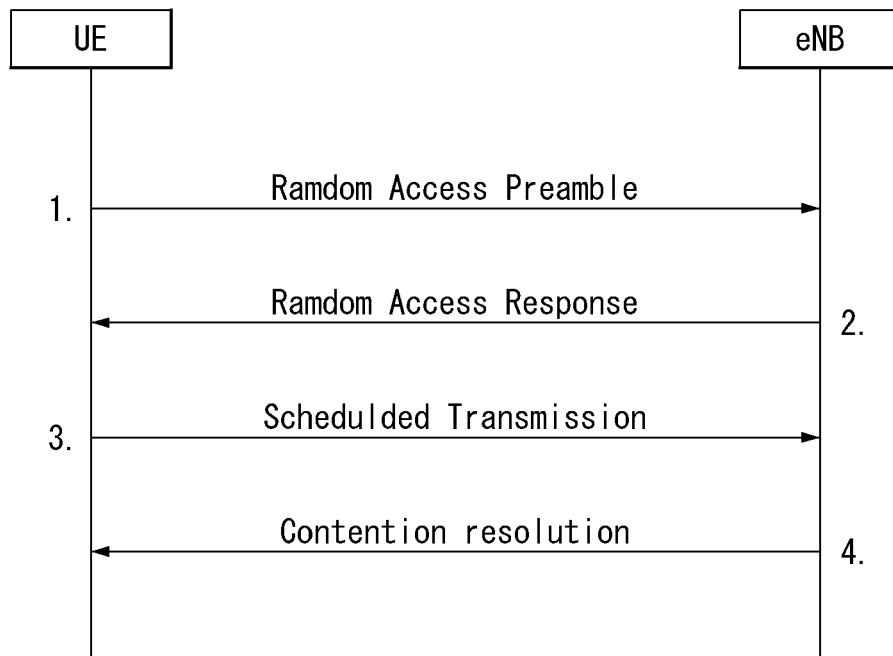 UE
eNB
1. Ramdom Access Preamble
Ramdom Access Response 2.
3. Schedulded Transmission
Contention resolution 4.